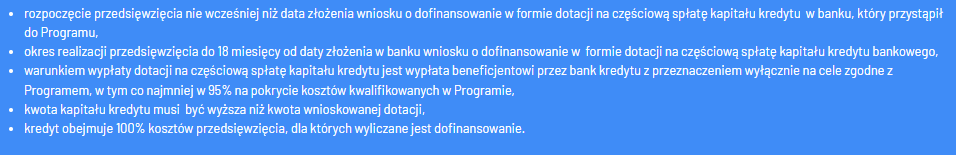 • rozpoczęcie przedsięwzięcia nie wcześniej niż data złożenia wniosku o dofinansowanie w formie dotacji na częściową spłatę kapitału kredytu w banku, który przystąpił
do Programu,
• okres realizacji przedsięwzięcia do 18 miesięcy od daty złożenia w banku wniosku o dofinansowanie w formie dotacji na częściową spłatę kapitału kredytu bankowego,
• warunkiem wypłaty dotacji na częściową spłatę kapitału kredytu jest wypłata beneficjentowi przez bank kredytu z przeznaczeniem wyłącznie na cele zgodne z
Programem, w tym co najmniej w 95% na pokrycie kosztów kwalifikowanych w Programie,
• kwota kapitału kredytu musi być wyższa niż kwota wnioskowanej dotacji,
• kredyt obejmuje 100% kosztów przedsięwzięcia, dla których wyliczane jest dofinansowanie.